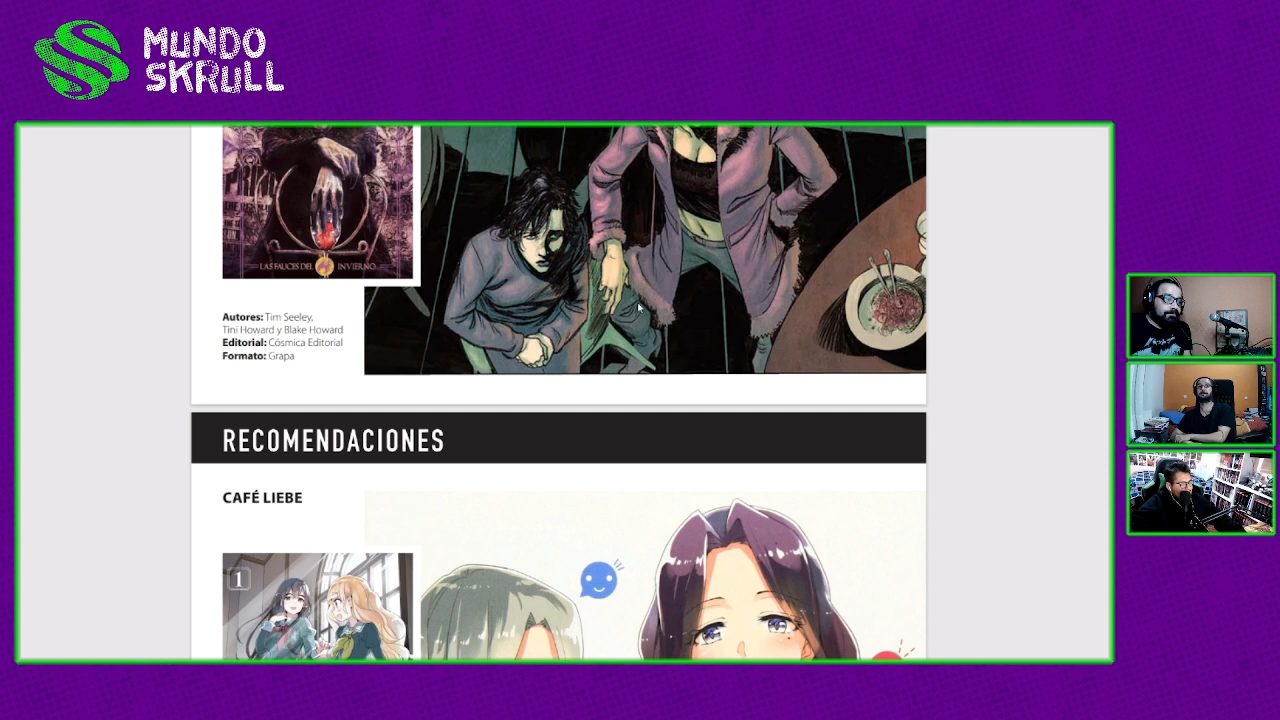 MUNDO
SKRULL
LAS FAUCES DEL INVIERNO
Autores: Tim Seeley,
Tini Howard y Blake Howard
Editorial: Cósmica Editorial
Formato: Grapa
RECOMENDACIONES
CAFÉ LIEBE
1